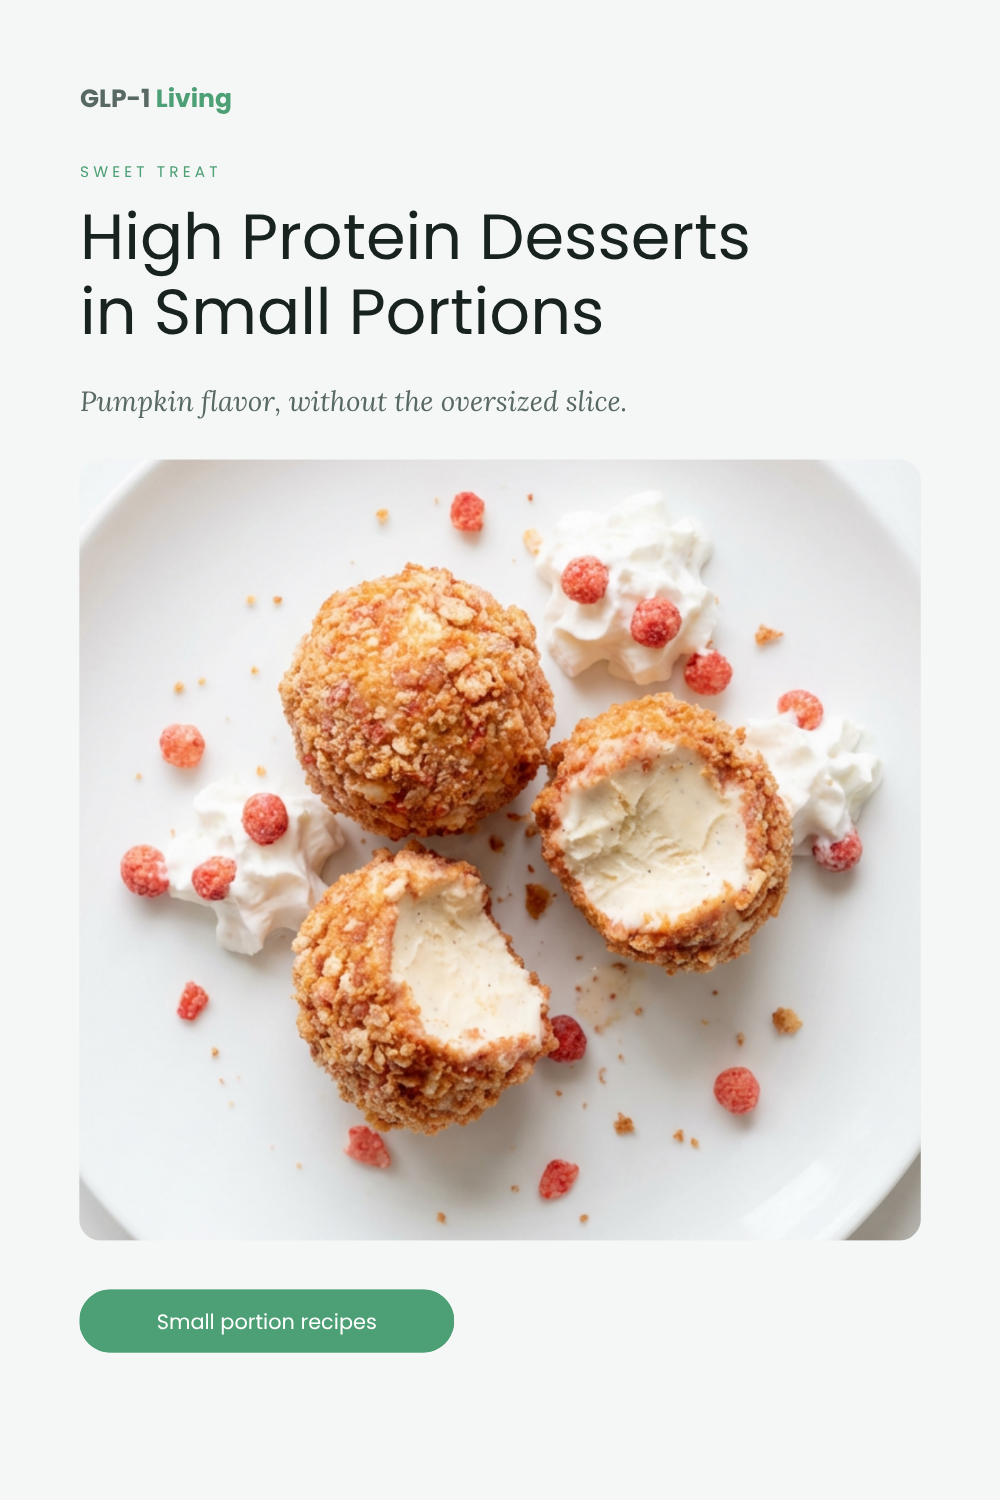 GLP-1 Living
SWEET TREAT
High Protein Desserts
in Small Portions
Pumpkin flavor, without the oversized slice.
Small portion recipes